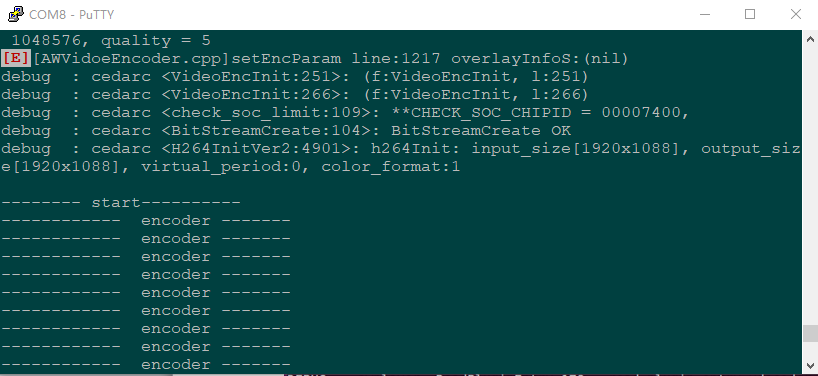 COM8 - PuTTY
1048576, quality = 5
[E][AWVidoeEncoder.cpp]setEncParam line:1217 overlayInfoS:(nil)
debug  : cedarc <VideoEncInit:251>: (f:VideoEncInit, l:251)
debug  : cedarc <VideoEncInit:266>: (f:VideoEncInit, l:266)
debug  : cedarc <check_soc_limit:109>: **CHECK_SOC_CHIPID = 00007400,
debug  : cedarc <BitStreamCreate:104>: BitStreamCreate OK
debug  : cedarc <H264InitVer2:4901>: h264Init: input_size[1920x1088], output_siz
e[1920x1088], virtual_period:0, color_format:1
-------- start----------
------------  encoder -------
------------  encoder -------
------------  encoder -------
------------  encoder -------
------------  encoder -------
------------  encoder -------
------------  encoder -------
------------  encoder -------
------------  encoder -------